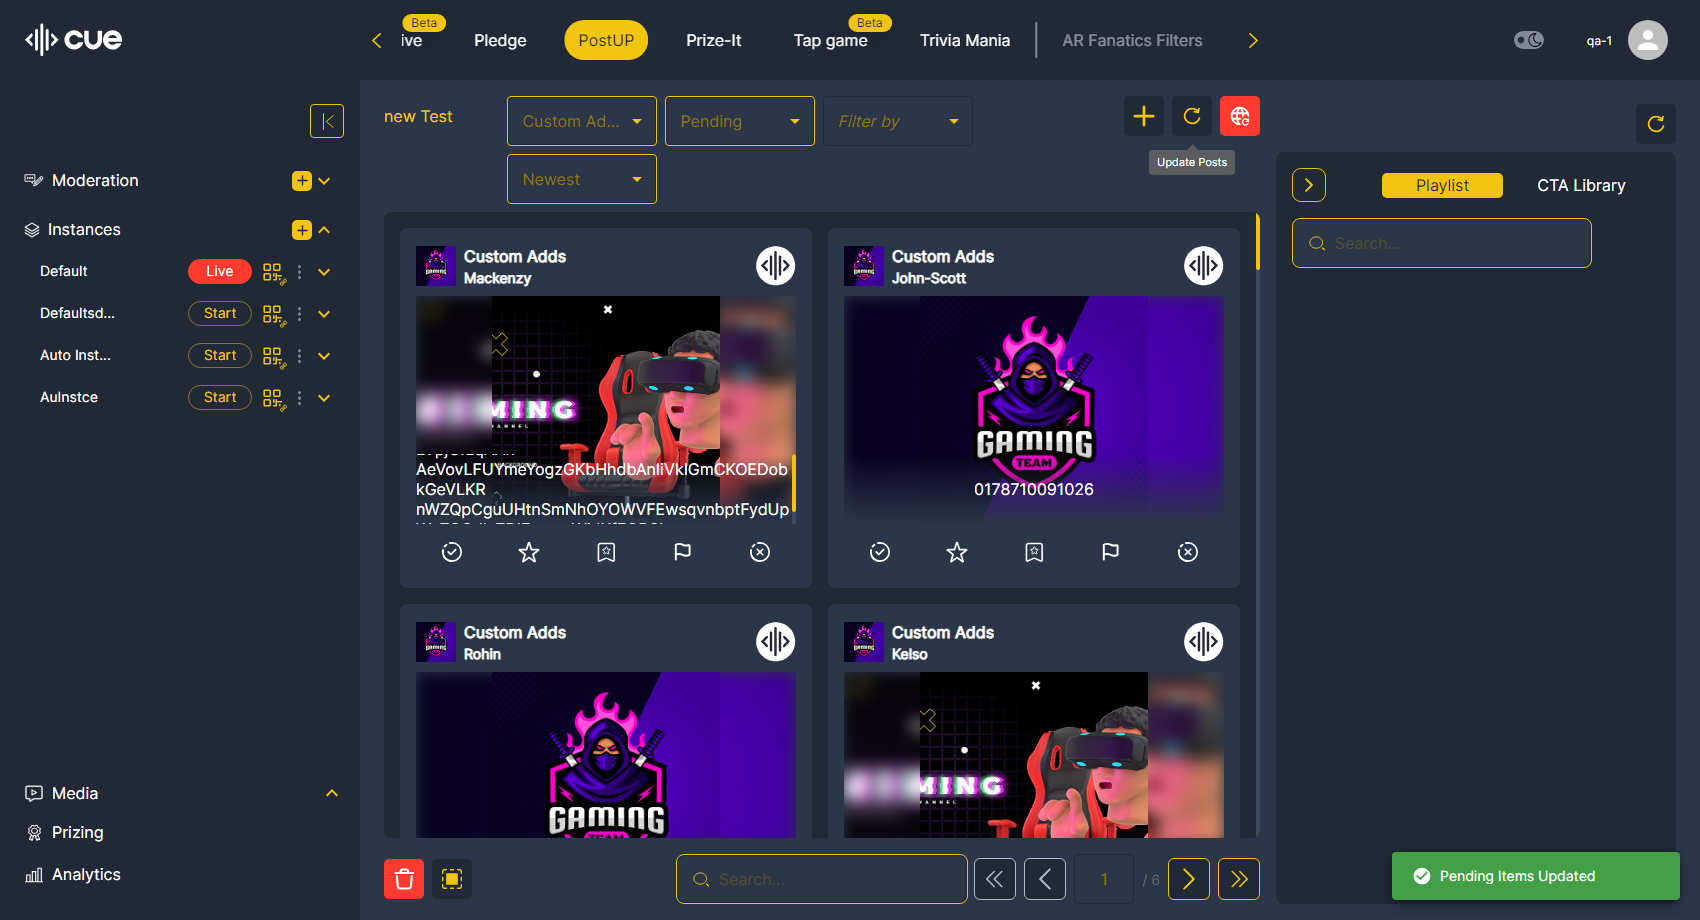 cue
Beta
ive
Pledge
PostUP
Prize-It
Beta
Tap game
Trivia Mania
AR Fanatics Filters
qa-1
Moderation
Instances
Default
Live
Defaultsd...
Start
Auto Inst...
Start
AuInstce
Start
Media
Prizing
Analytics
new Test
Custom Ad...
Pending
Filter by
Newest
Update Posts
Custom Adds
Mackenzy
MING
AeVovLFUYmeYogzGKbHhdbAnliVklGmCKOEDob
kGeVLKR
nWZQpCguUHtnSmNhOYOWVFEwsqvnbptFydUp
Custom Adds
John-Scott
GAMING
TEAM
0178710091026
Custom Adds
Rohin
GAMING
Custom Adds
Kelso
MING
Search...
1
/ 6
Playlist
CTA Library
Search...
Pending Items Updated